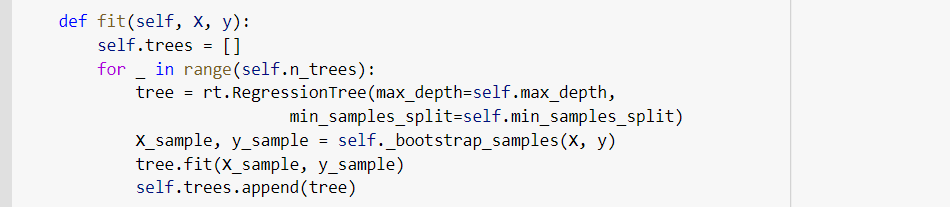 def fit(self, X, y):
    self.trees = []
    for _ in range(self.n_trees):
        tree = rt.RegressionTree(max_depth=self.max_depth,
                        min_samples_split=self.min_samples_split)
        X_sample, y_sample = self._bootstrap_samples(X, y)
        tree.fit(X_sample, y_sample)
        self.trees.append(tree)